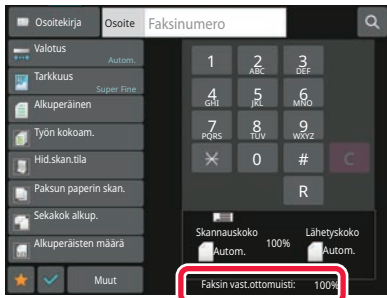 Osoitekirja
Osoite
Faksinumero
Valotus
Autom.
Tarkkuus
Super Fine
Alkuperäinen
Työn kokoam.
Hid.skan.tila
Paksun paperin skan.
Sekakok alkup.
Alkuperäisten määrä
Muut
1
2
ABC
3
DEF
4
GHI
5
JKL
6
MNO
7
PQRS
8
TUV
9
WXYZ
0
#
C
R
Skannauskoko
Autom.
100%
Lähetyskoko
Autom.
Faksin vast.ottomuisti: 100%